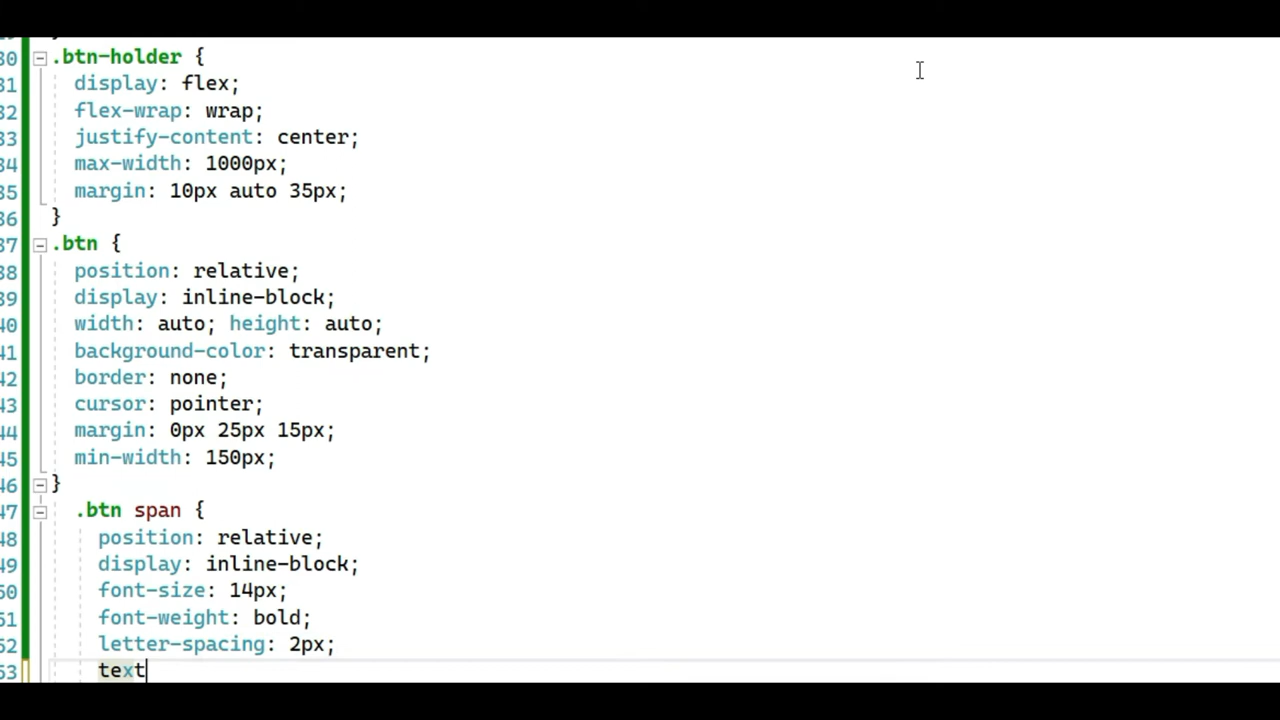 30 .btn-holder {
31 display: flex;
32 flex-wrap: wrap;
33 justify-content: center;
34 max-width: 1000px;
35 margin: 10px auto 35px;
36 }
37 .btn {
38 position: relative;
39 display: inline-block;
40 width: auto; height: auto;
41 background-color: transparent;
42 border: none;
43 cursor: pointer;
44 margin: 0px 25px 15px;
45 min-width: 150px;
46 }
47 .btn span {
48 position: relative;
49 display: inline-block;
50 font-size: 14px;
51 font-weight: bold;
52 letter-spacing: 2px;
53 text